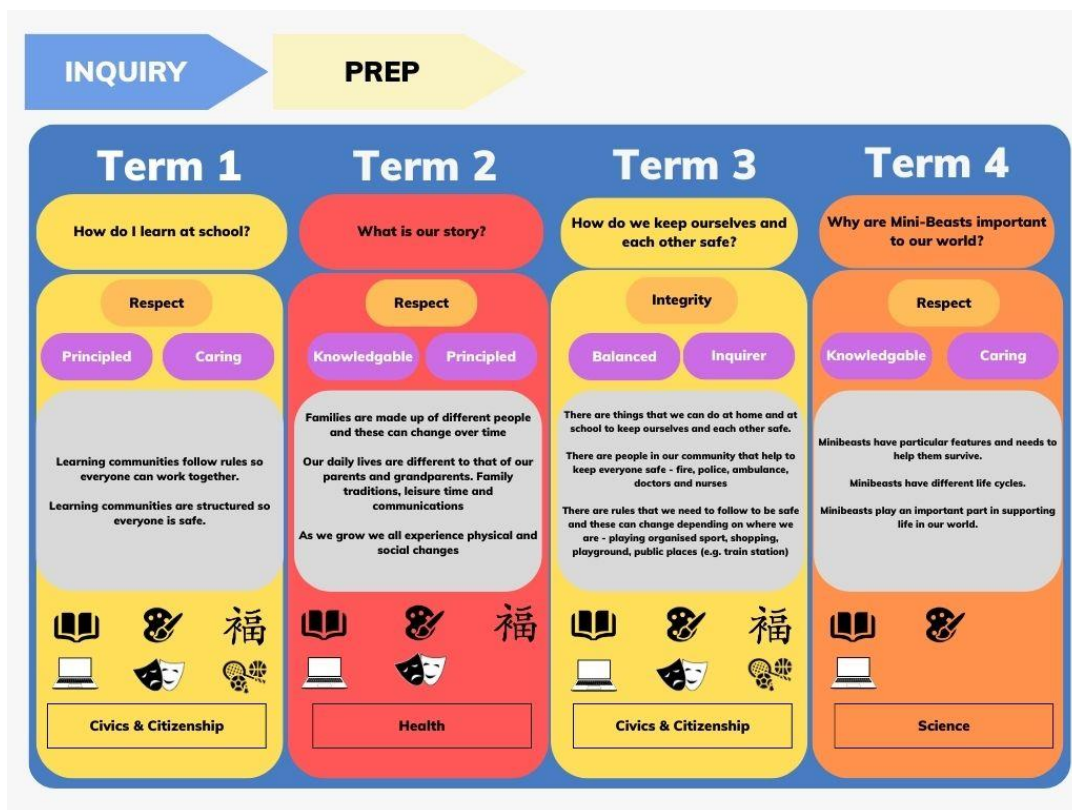 INQUIRY
PREP
Term 1
How do I learn at school?
Respect
Principled
Caring
Learning communities follow rules so
everyone can work together.
Learning communities are structured so
everyone is safe.
福
Civics & Citizenship
Term 2
What is our story?
Respect
Knowledgable
Principled
Families are made up of different people
and these can change over time
Our daily lives are different to that of our
parents and grandparents. Family
traditions, leisure time and
communications
As we grow we all experience physical and
social changes
福
Health
Term 3
How do we keep ourselves and
each other safe?
Integrity
Balanced
Inquirer
There are things that we can do at home and at
school to keep ourselves and each other safe.
There are people in our community that help to
keep everyone safe - fire, police, ambulance,
doctors and nurses
There are rules that we need to follow to be safe
and these can change depending on where we
are - playing organised sport, shopping,
playground, public places (e.g. train station)
福
Civics & Citizenship
Term 4
Why are Mini-Beasts important
to our world?
Respect
Knowledgable
Caring
Minibeasts have particular features and needs to
help them survive.
Minibeasts have different life cycles.
Minibeasts play an important part in supporting
life in our world.
Science